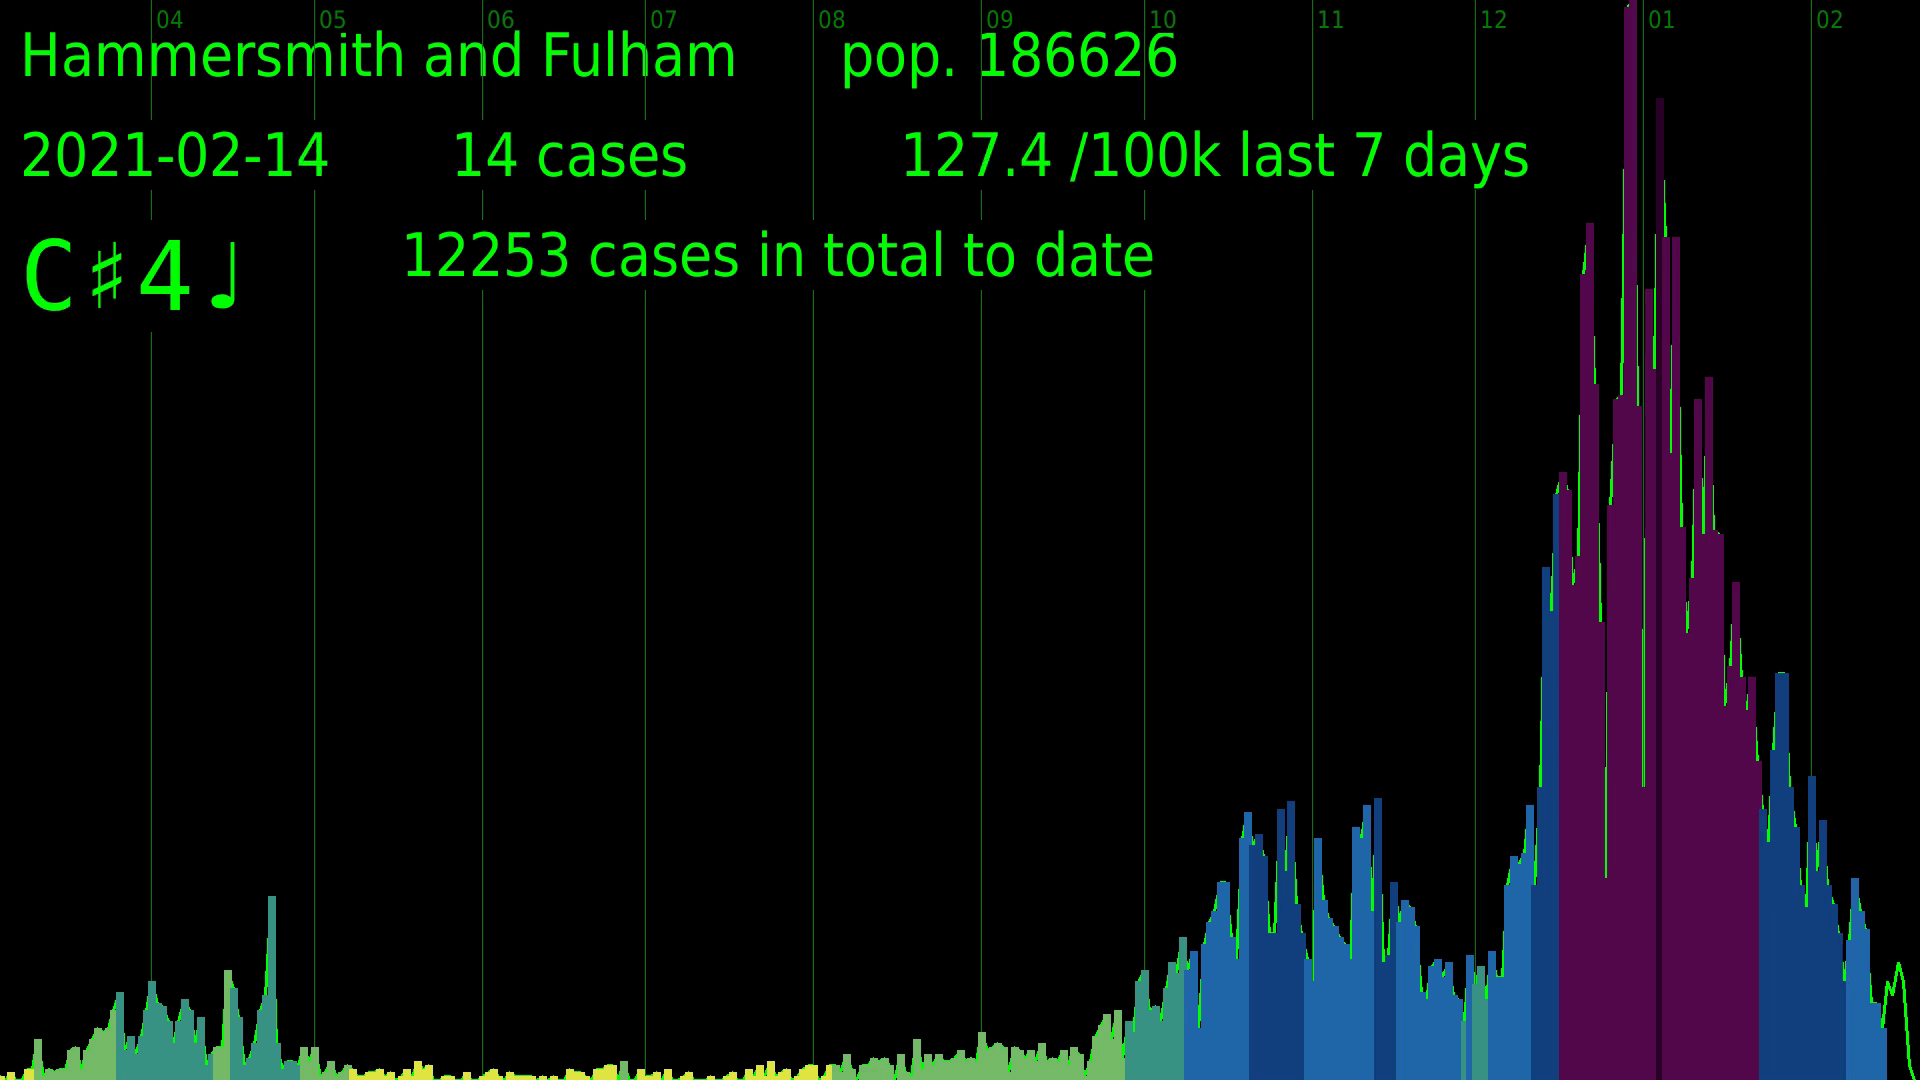 04 05 06 07 08 09 10 11 12 01 02
Hammersmith and Fulham pop. 186626
2021-02-14 14 cases 127.4 /100k last 7 days
C♯4♩ 12253 cases in total to date